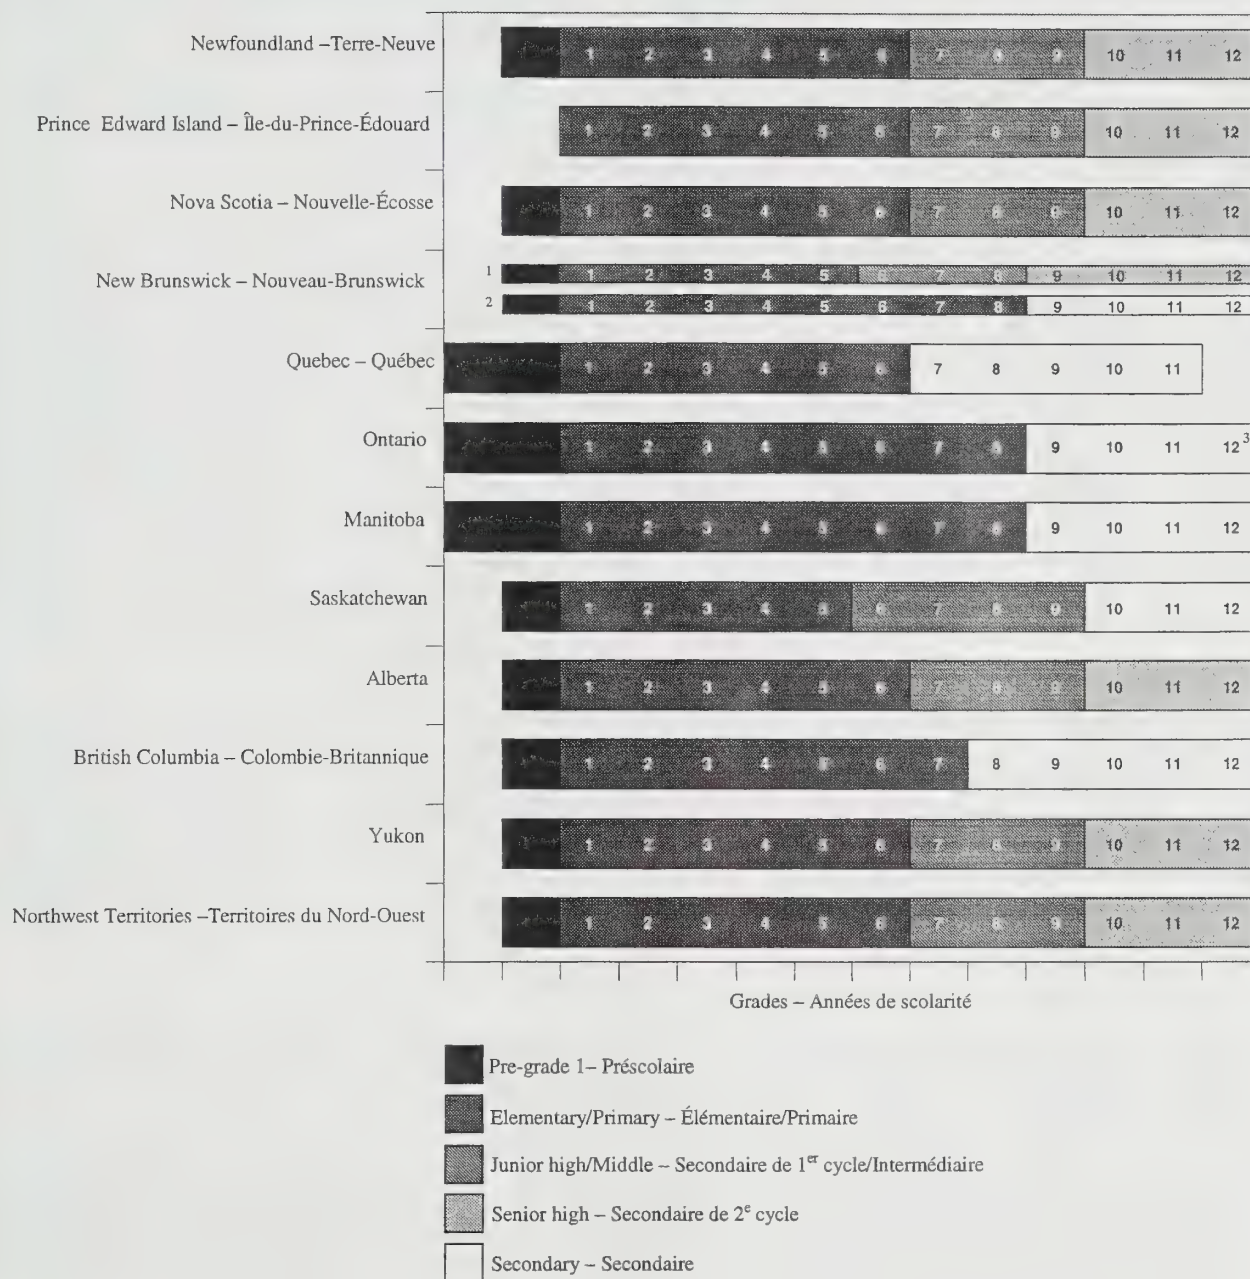 Newfoundland –Terre-Neuve 1 2 3 4 5 6 7 8 9 10 11 12
Prince Edward Island – Île-du-Prince-Édouard 1 2 3 4 5 6 7 8 9 10 11 12
Nova Scotia – Nouvelle-Écosse 1 2 3 4 5 6 7 8 9 10 11 12
New Brunswick – Nouveau-Brunswick
1 1 2 3 4 5 6 7 8 9 10 11 12
2 1 2 3 4 5 6 7 8 9 10 11 12
Quebec – Québec 1 2 3 4 5 6 7 8 9 10 11
Ontario 1 2 3 4 5 6 7 8 9 10 11 12³
Manitoba 1 2 3 4 5 6 7 8 9 10 11 12
Saskatchewan 1 2 3 4 5 6 7 8 9 10 11 12
Alberta 1 2 3 4 5 6 7 8 9 10 11 12
British Columbia – Colombie-Britannique 1 2 3 4 5 6 7 8 9 10 11 12
Yukon 1 2 3 4 5 6 7 8 9 10 11 12
Northwest Territories –Territoires du Nord-Ouest 1 2 3 4 5 6 7 8 9 10 11 12
Grades – Années de scolarité
Pre-grade 1– Préscolaire
Elementary/Primary – Élémentaire/Primaire
Junior high/Middle – Secondaire de 1er cycle/Intermédiaire
Senior high – Secondaire de 2e cycle
Secondary – Secondaire